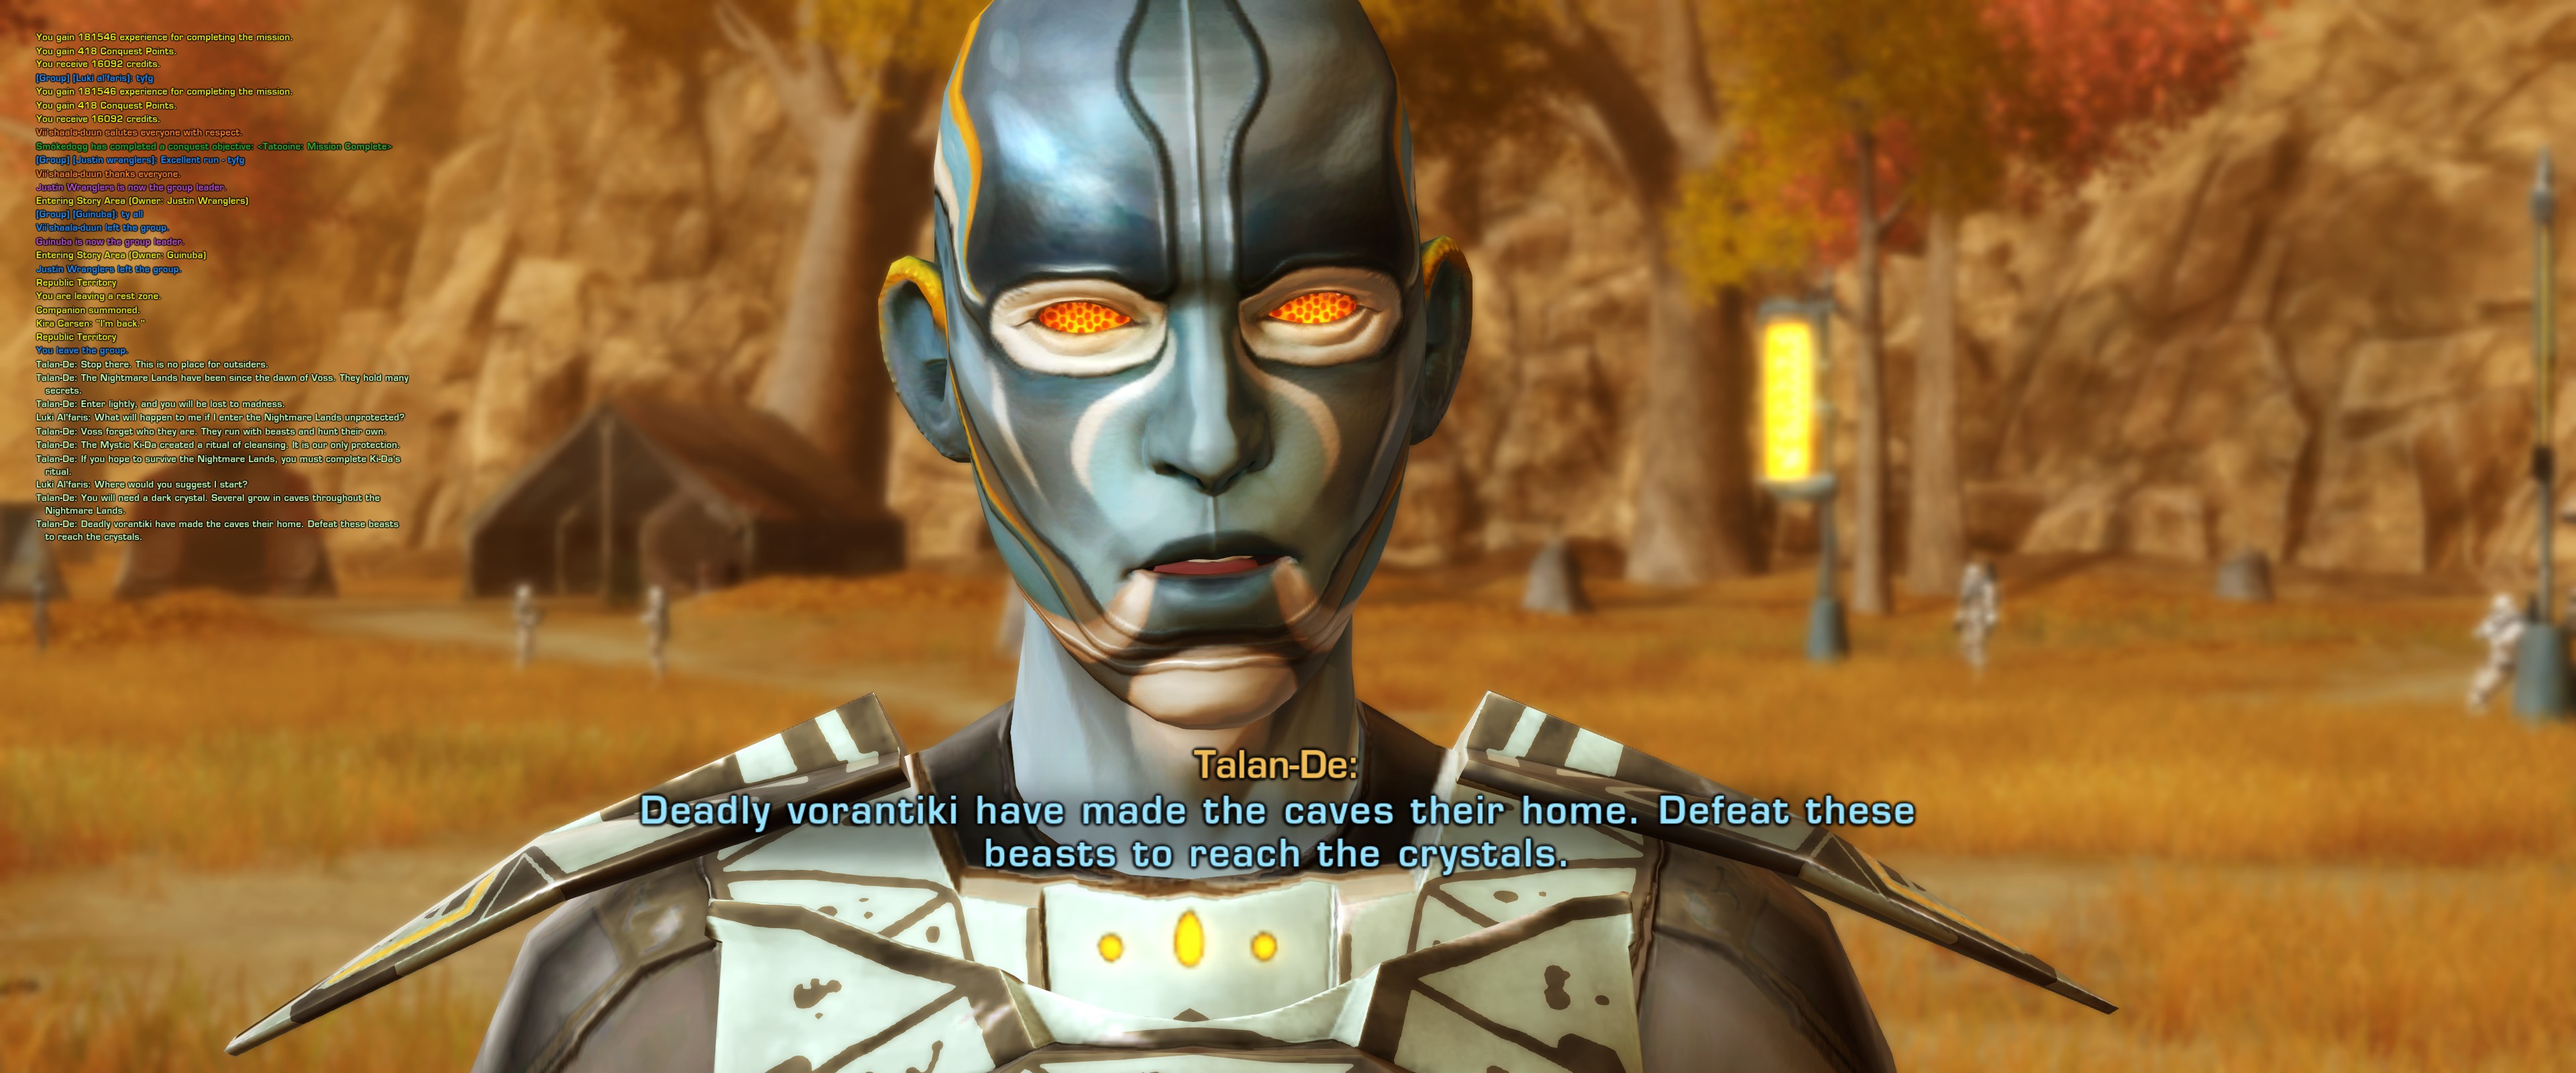 You gain 181546 experience for completing the mission.
You gain 418 Conquest Points.
You receive 16092 credits.
[Group] [Luki al'faris]: tyfg
You gain 181546 experience for completing the mission.
You gain 418 Conquest Points.
You receive 16092 credits.
Vii'shaala-duun salutes everyone with respect.
Smökedogg has completed a conquest objective: <Tatooine: Mission Complete>
[Group] [Justin wranglers]: Excellent run - tyfg
Vii'shaala-duun thanks everyone.
Justin Wranglers is now the group leader.
Entering Story Area (Owner: Justin Wranglers)
[Group] [Guinuba]: ty all
Vii'shaala-duun left the group.
Guinuba is now the group leader.
Entering Story Area (Owner: Guinuba)
Justin Wranglers left the group.
Republic Territory
You are leaving a rest zone.
Companion summoned.
Kira Carsen: "I'm back."
Republic Territory
You leave the group.
Talan-De: Stop there. This is no place for outsiders.
Talan-De: The Nightmare Lands have been since the dawn of Voss. They hold many
secrets.
Talan-De: Enter lightly, and you will be lost to madness.
Luki Al'faris: What will happen to me if I enter the Nightmare Lands unprotected?
Talan-De: Voss forget who they are. They run with beasts and hunt their own.
Talan-De: The Mystic Ki-Da created a ritual of cleansing. It is our only protection.
Talan-De: If you hope to survive the Nightmare Lands, you must complete Ki-Da's
ritual.
Luki Al'faris: Where would you suggest I start?
Talan-De: You will need a dark crystal. Several grow in caves throughout the
Nightmare Lands.
Talan-De: Deadly vorantiki have made the caves their home. Defeat these beasts
to reach the crystals.
Talan-De:
Deadly vorantiki have made the caves their home. Defeat these
beasts to reach the crystals.